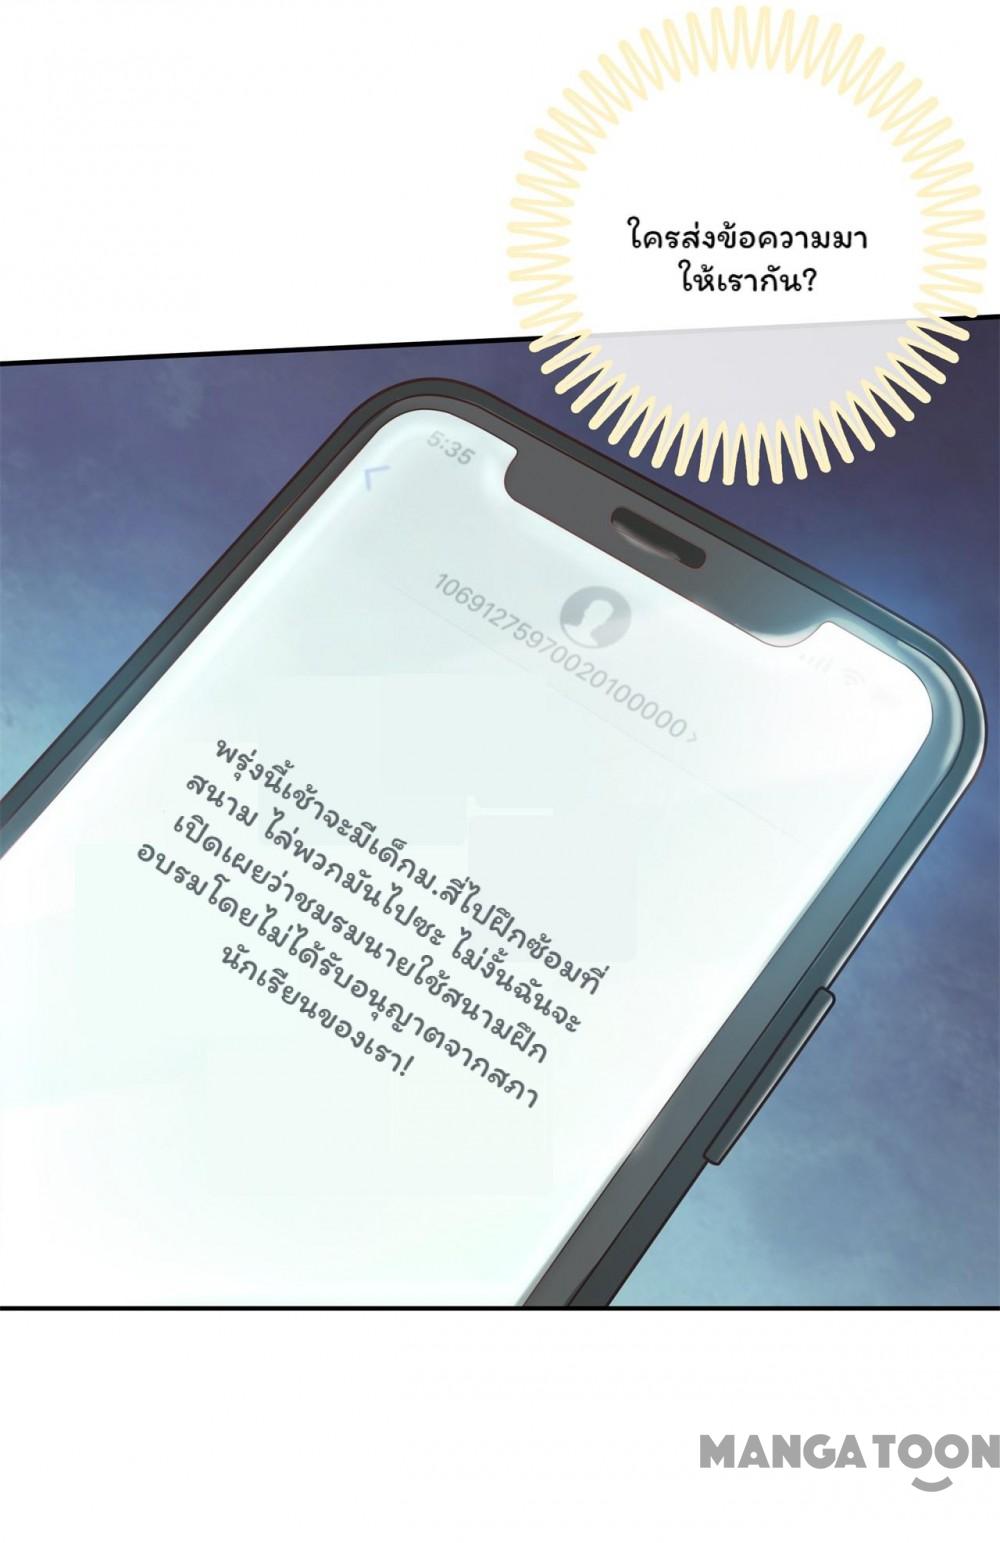 ใครส่งข้อความมา
ให้เรากัน?
5:35
10691275970020100000 >
พรุ่งนี้เช้าจะมีเด็กม.สี่ไปฝึกซ้อมที่
สนาม ไล่พวกมันไปซะ ไม่งั้นฉันจะ
เปิดเผยว่าชมรมนายใช้สนามฝึก
อบรมโดยไม่ได้รับอนุญาตจากสภา
นักเรียนของเรา!
MANGATOON